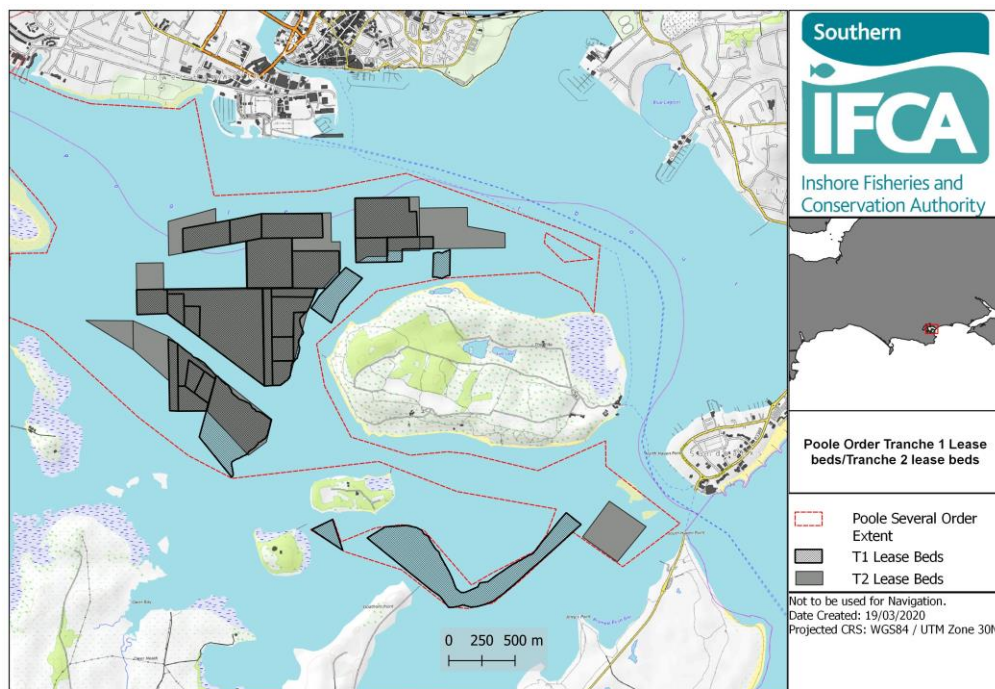 Southern
IFCA
Inshore Fisheries and
Conservation Authority
Poole Order Tranche 1 Lease
beds/Tranche 2 lease beds
Poole Several Order
Extent
T1 Lease Beds
T2 Lease Beds
Not to be used for Navigation.
Date Created: 19/03/2020
Projected CRS: WGS84 / UTM Zone 30N
Blue Lagoon
0 250 500 m